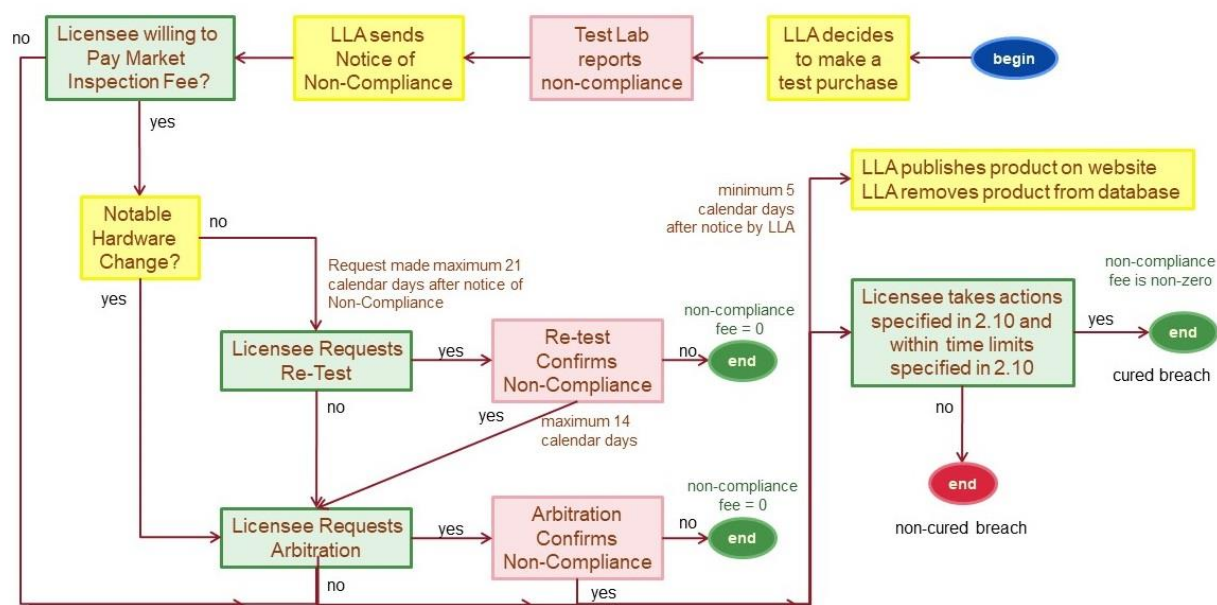 no
Licensee willing to
Pay Market
Inspection Fee?
LLA sends
Notice of
Non-Compliance
Test Lab
reports
non-compliance
LLA decides
to make a
test purchase
begin
yes
LLA publishes product on website
LLA removes product from database
minimum 5
calendar days
after notice by LLA
Notable
Hardware
Change?
no
yes
Request made maximum 21
calendar days after notice of
Non-Compliance
non-compliance
fee is non-zero
Licensee takes actions
specified in 2.10 and
within time limits
specified in 2.10
yes
end
cured breach
no
end
non-cured breach
Licensee Requests
Re-Test
yes
Re-test
Confirms
Non-Compliance
no
non-compliance
fee = 0
end
no
yes
maximum 14
calendar days
Licensee Requests
Arbitration
yes
Arbitration
Confirms
Non-Compliance
no
non-compliance
fee = 0
end
no
yes